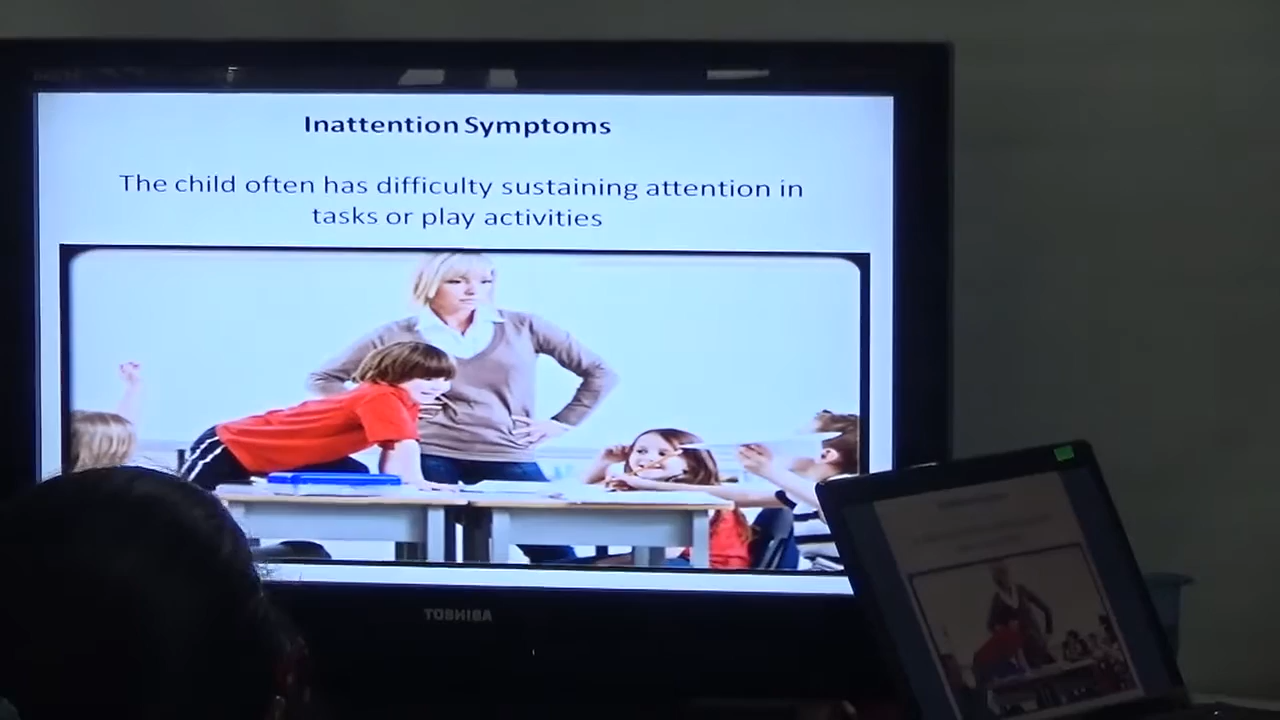 Inattention Symptoms
The child often has difficulty sustaining attention in
tasks or play activities
TOSHIBA